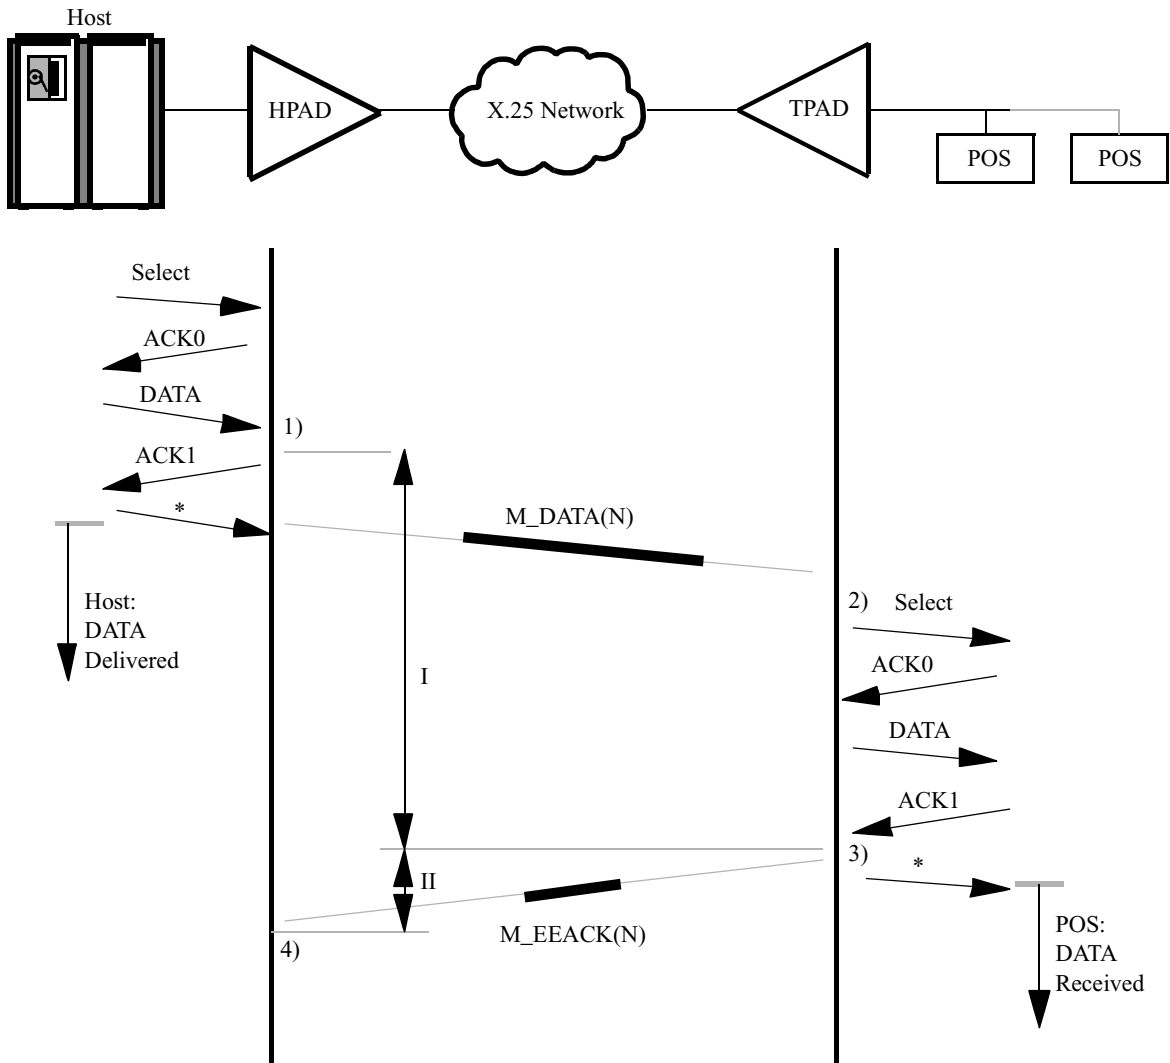 Host
HPAD
X.25 Network
TPAD
POS
POS
Select
ACK0
DATA
1)
ACK1
*
M_DATA(N)
Host:
DATA
Delivered
I
2)
Select
ACK0
DATA
ACK1
3)
*
II
M_EEACK(N)
4)
POS:
DATA
Received